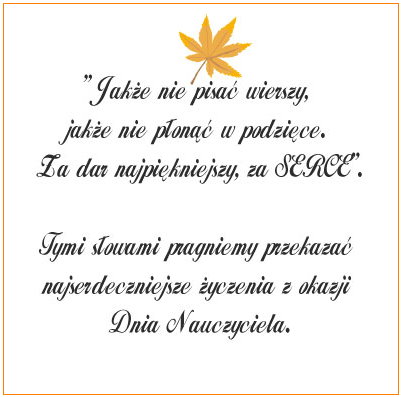 "Jakże nie pisać wierszy,
jakże nie płonąć w podzięce.
Za dar najpiękniejszy, za SERCE".
Tymi słowami pragniemy przekazać
najserdeczniejsze życzenia z okazji
Dnia Nauczyciela.